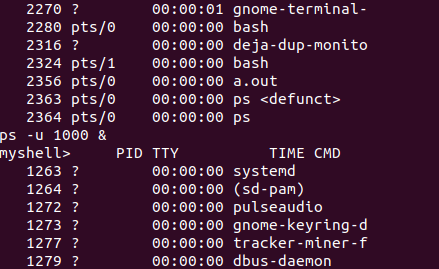 2270 ? 00:00:01 gnome-terminal-
2280 pts/0 00:00:00 bash
2316 ? 00:00:00 deja-dup-monito
2324 pts/1 00:00:00 bash
2356 pts/0 00:00:00 a.out
2363 pts/0 00:00:00 ps <defunct>
2364 pts/0 00:00:00 ps
ps -u 1000 &
myshell> PID TTY TIME CMD
1263 ? 00:00:00 systemd
1264 ? 00:00:00 (sd-pam)
1272 ? 00:00:00 pulseaudio
1273 ? 00:00:00 gnome-keyring-d
1277 ? 00:00:00 tracker-miner-f
1279 ? 00:00:00 dbus-daemon